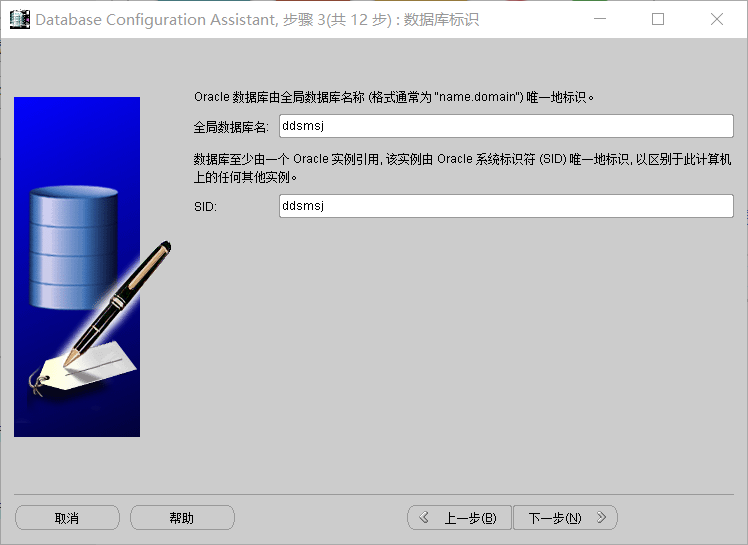 Database Configuration Assistant, 步骤 3(共 12 步) : 数据库标识
Oracle 数据库由全局数据库名称 (格式通常为 "name.domain") 唯一地标识。
全局数据库名: ddsmsj
数据库至少由一个 Oracle 实例引用, 该实例由 Oracle 系统标识符 (SID) 唯一地标识, 以区别于此计算机
上的任何其他实例。
SID: ddsmsj
取消 帮助 上一步(B) 下一步(N)